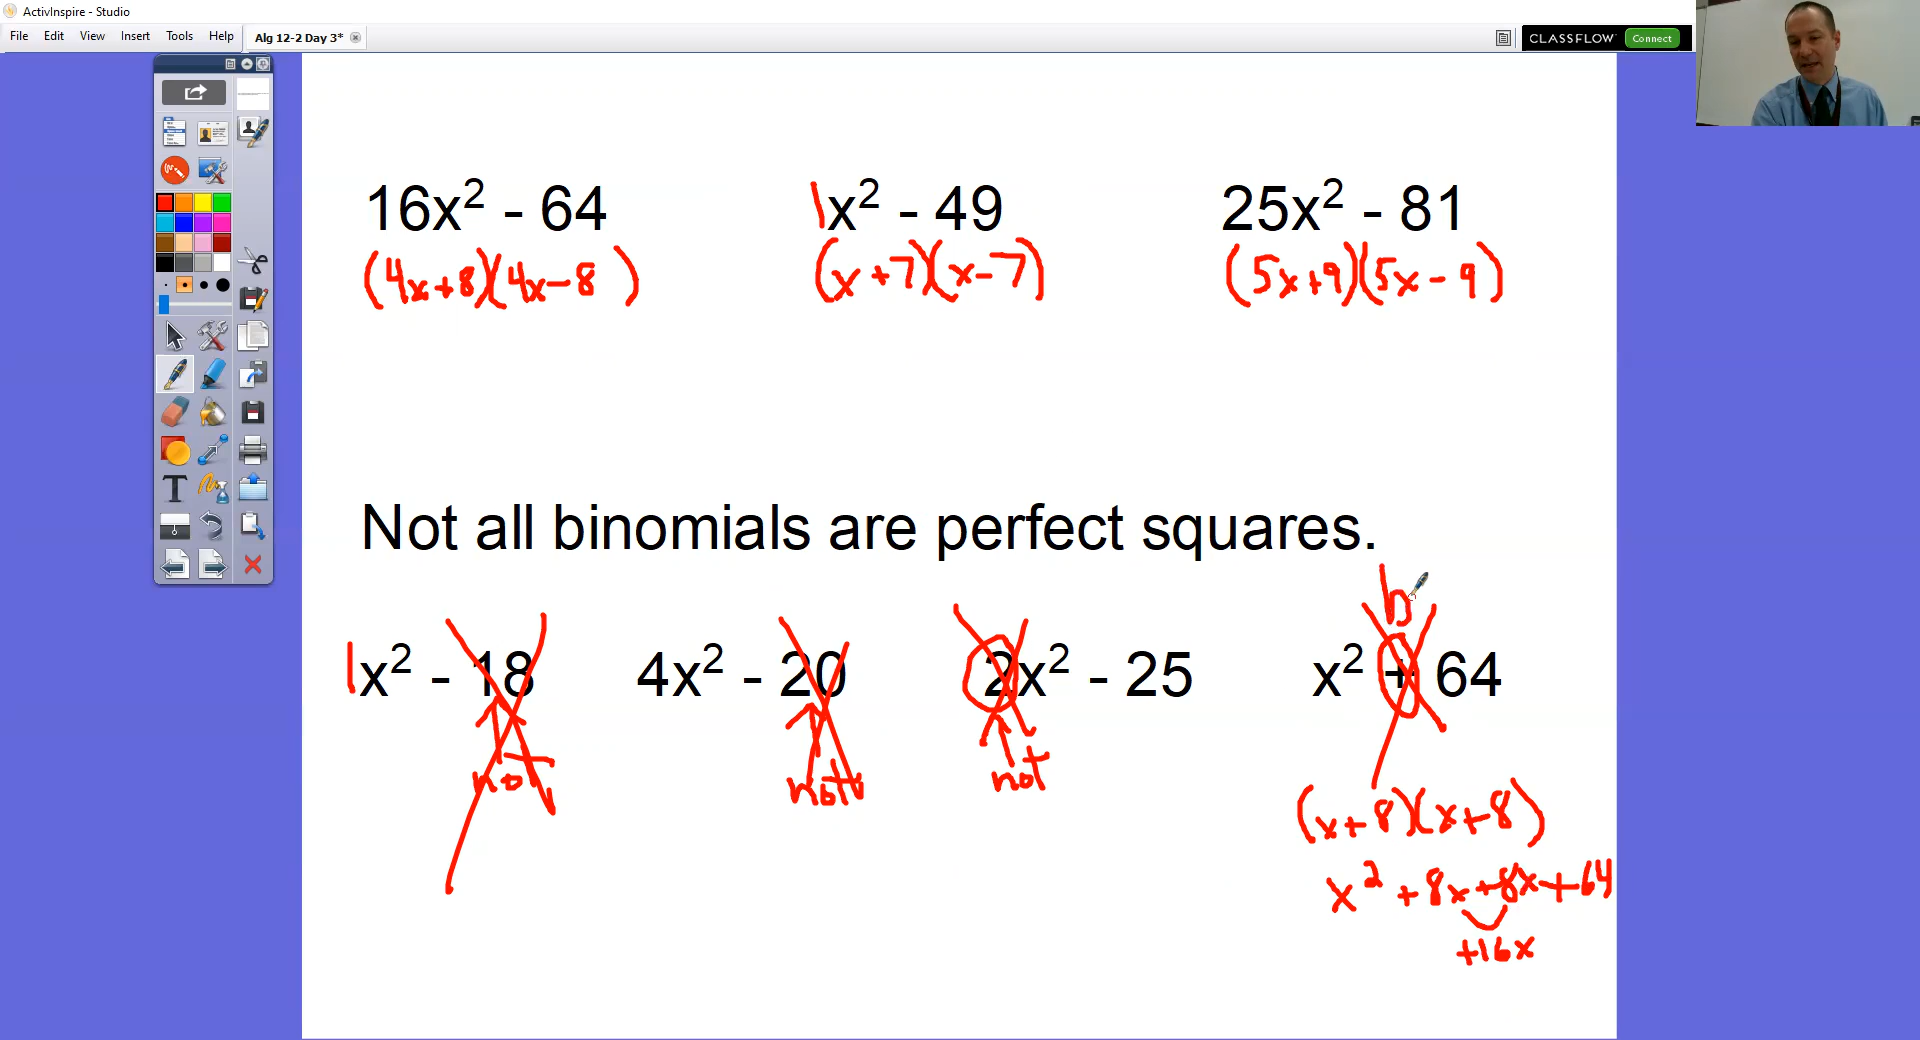 ActivInspire - Studio
File Edit View Insert Tools Help Alg 12-2 Day 3* CLASSFLOW Connect
16x² - 64 1x² - 49 25x² - 81
(4x+8)(4x-8) (x+7)(x-7) (5x+9)(5x-9)
Not all binomials are perfect squares.
b
1x² - 18 4x² - 20 2x² - 25 x² + 64
not not not
(x+8)(x+8)
x² +8x+8x+64
+16x